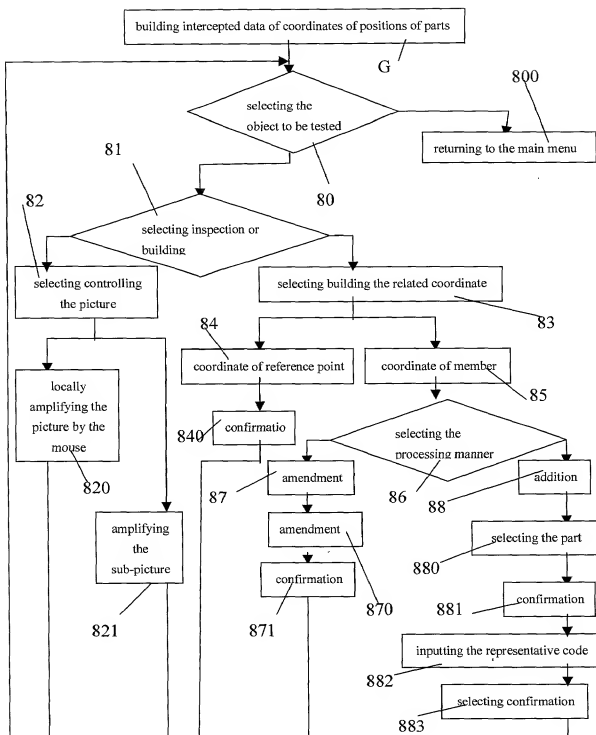 building intercepted data of coordinates of positions of parts
G
800
selecting the
object to be tested
returning to the main menu
81
80
82
selecting inspection or
building
selecting controlling
the picture
selecting building the related coordinate
83
84
coordinate of reference point
coordinate of member
85
locally
amplifying the
picture by the
mouse
840
confirmatio
selecting the
processing manner
820
87
amendment
86
88
addition
amplifying
the
sub-picture
amendment
selecting the part
880
confirmation
870
881
confirmation
821
871
inputting the representative code
882
selecting confirmation
883